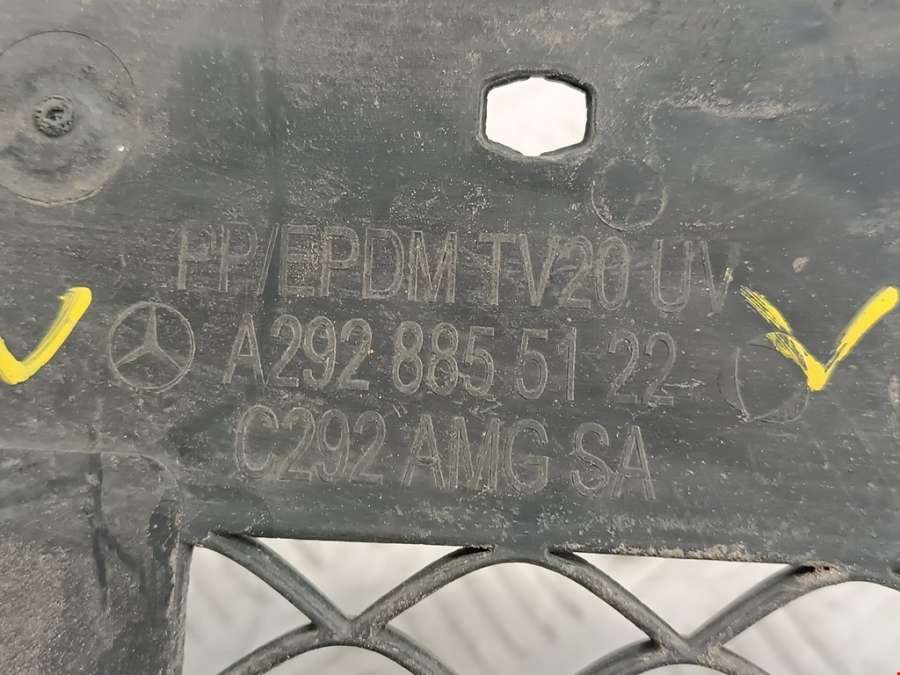 PP/EPDM TV20 UV
A292 885 51 22
C292 AMG SA